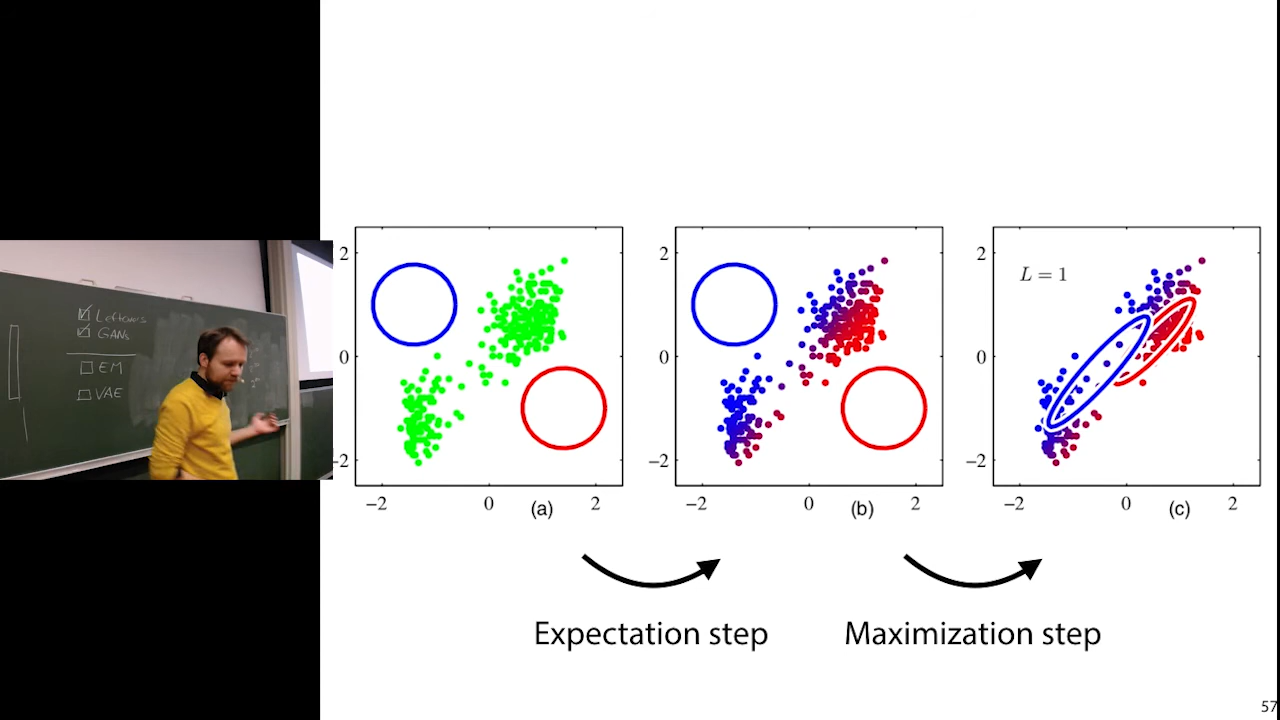 Leftovers
GANs
EM
VAE
L = 1
2
0
−2
−2
0
2
(a)
2
0
−2
−2
0
2
(b)
2
0
−2
−2
0
2
(c)
Expectation step
Maximization step
57